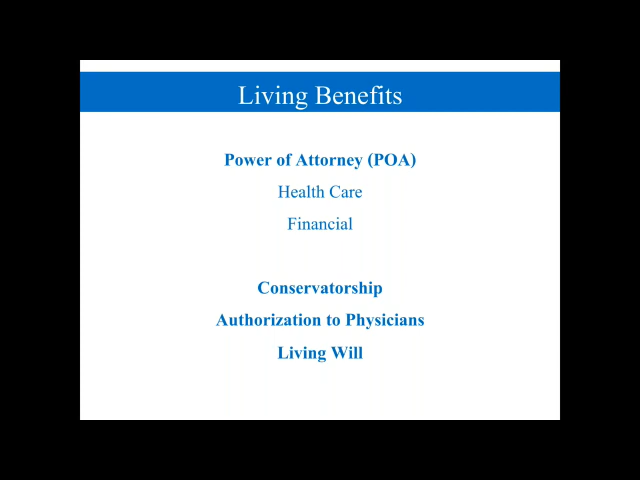 Living Benefits
Power of Attorney (POA)
Health Care
Financial
Conservatorship
Authorization to Physicians
Living Will